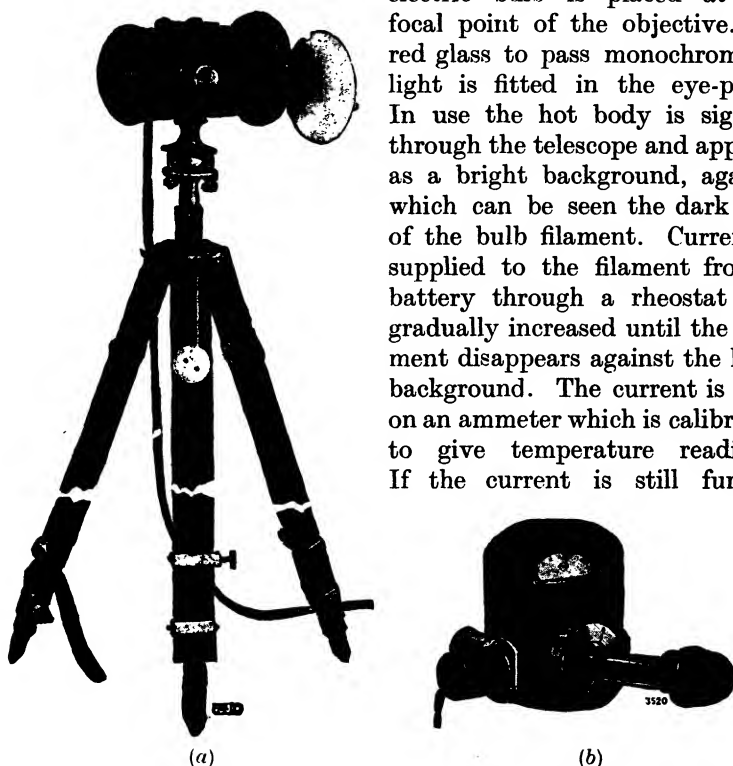 electric bulb is placed at
focal point of the objective.
red glass to pass monochrom
light is fitted in the eye-p
In use the hot body is sig
through the telescope and app
as a bright background, aga
which can be seen the dark
of the bulb filament. Curren
supplied to the filament fro
battery through a rheostat
gradually increased until the
ment disappears against the
background. The current is
on an ammeter which is calibr
to give temperature readi
If the current is still fur
3520
(a)
(b)